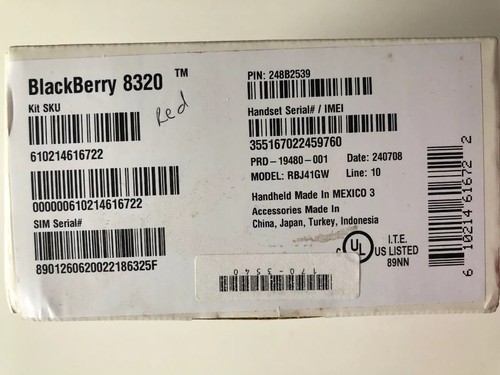 BlackBerry 8320 ™
Kit SKU
Red
610214616722
000000610214616722
SIM Serial#
8901260620022186325F
PIN: 248B2539
Handset Serial# / IMEI
355167022459760
PRD-19480-001 Date: 240708
MODEL: RBJ41GW Line: 10
Handheld Made In MEXICO 3
Accessories Made In
China, Japan, Turkey, Indonesia
c UL US LISTED
I.T.E.
89NN
6 10214 61672 2
170-3540